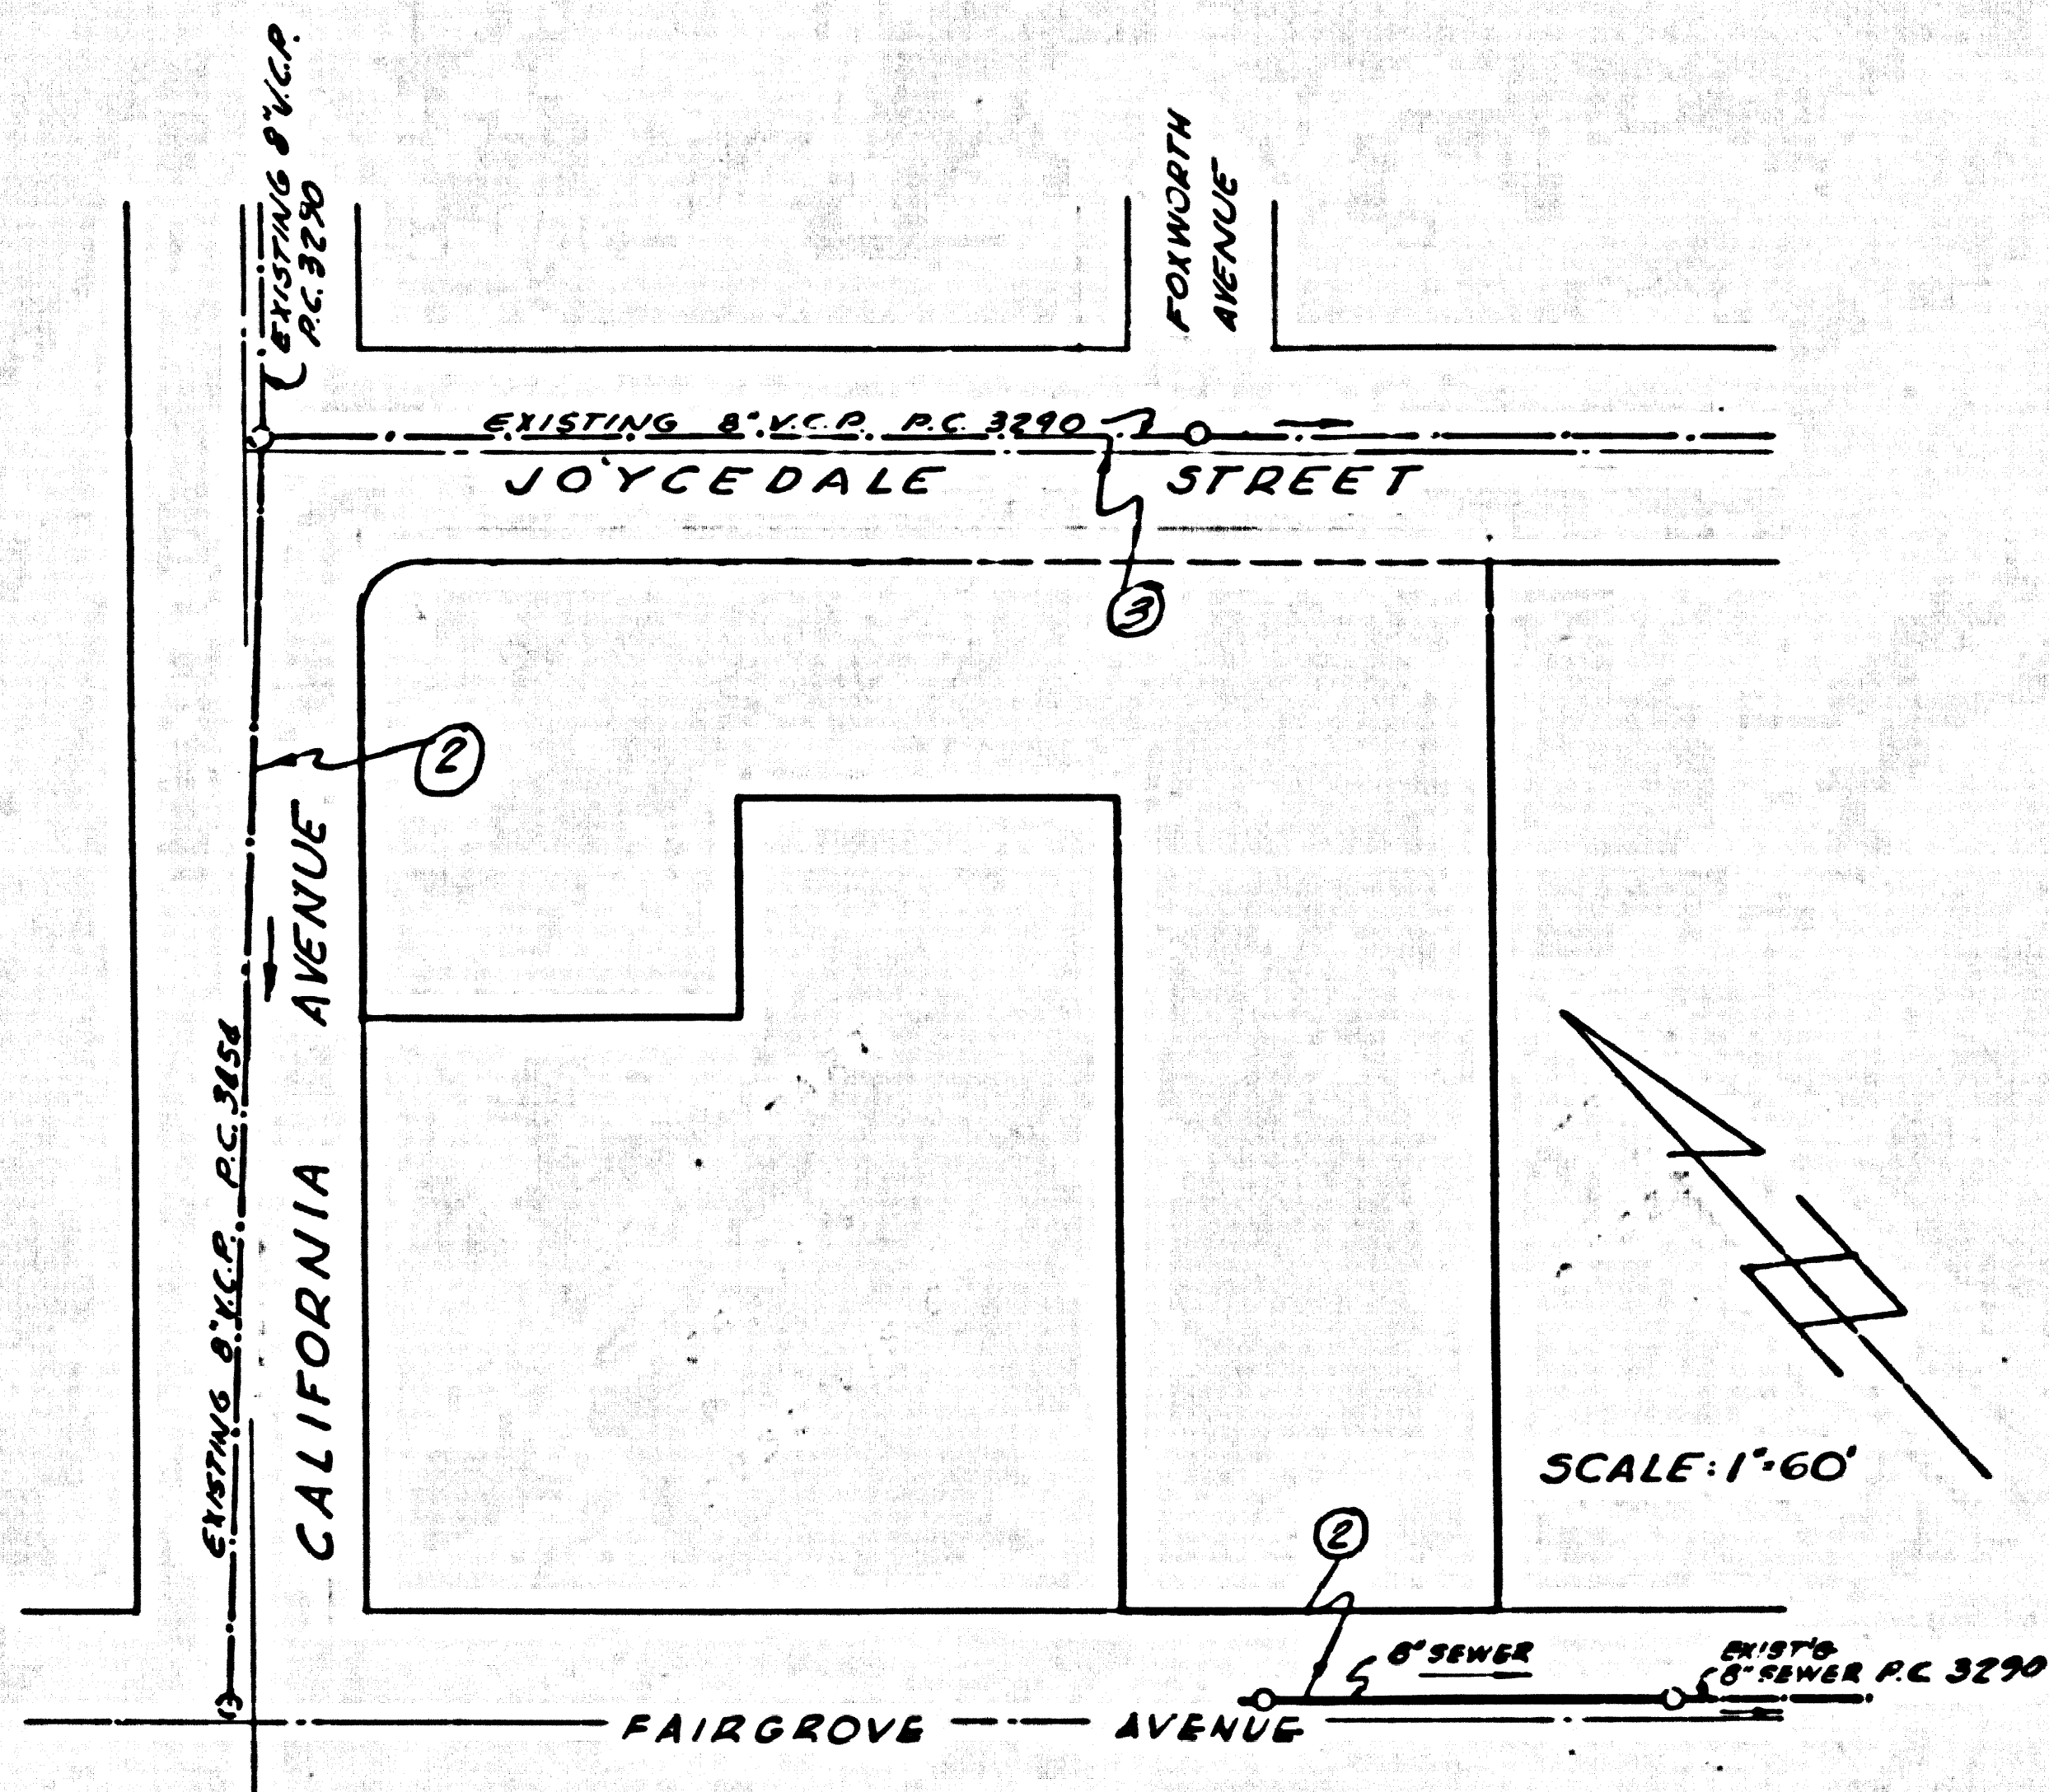 EXISTING 8" V.C.P.
P.C. 3290
FOXWORTH
AVENUE
EXISTING 8" V.C.P. P.C. 3290
JOYCEDALE STREET
3
2
CALIFORNIA AVENUE
EXISTING 8" V.C.P. P.C.
SCALE: 1"=60'
2
8" SEWER
EXIST'G
8" SEWER P.C. 3290
FAIRGROVE AVENUE